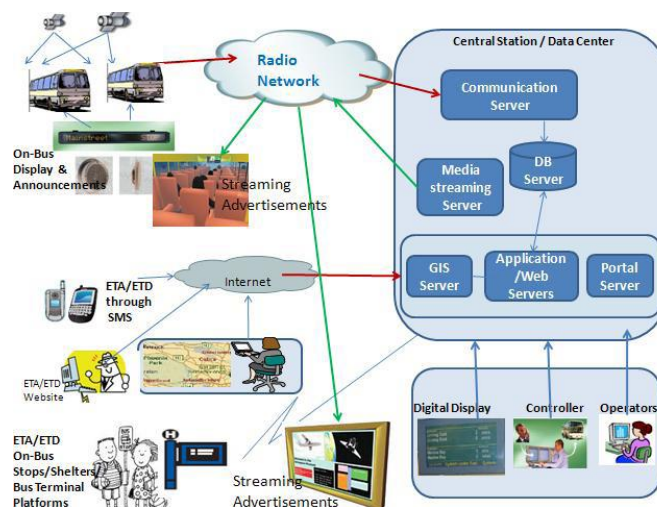 Central Station / Data Center
Radio
Network
Communication
Server
DB
Server
Media
streaming
Server
On-Bus
Display &
Announcements
Mainstreet
Streaming
Advertisements
GIS
Server
Application
/Web
Servers
Portal
Server
Internet
ETA/ETD
through
SMS
ETA/ETD
Website
Digital Display
Controller
Operators
ETA/ETD
On-Bus
Stops/Shelters
Bus Terminal
Platforms
Streaming
Advertisements